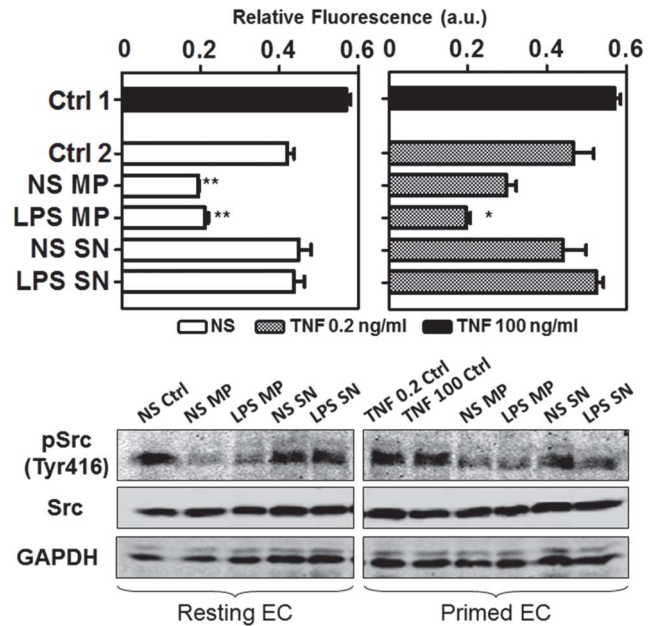 Relative Fluorescence (a.u.)
0 0.2 0.4 0.6 0 0.2 0.4 0.6
Ctrl 1
Ctrl 2
NS MP **
LPS MP ** *
NS SN
LPS SN
NS TNF 0.2 ng/ml TNF 100 ng/ml
NS Ctrl NS MP LPS MP NS SN LPS SN TNF 0.2 Ctrl TNF 100 Ctrl NS MP LPS MP NS SN LPS SN
pSrc
(Tyr416)
Src
GAPDH
Resting EC Primed EC